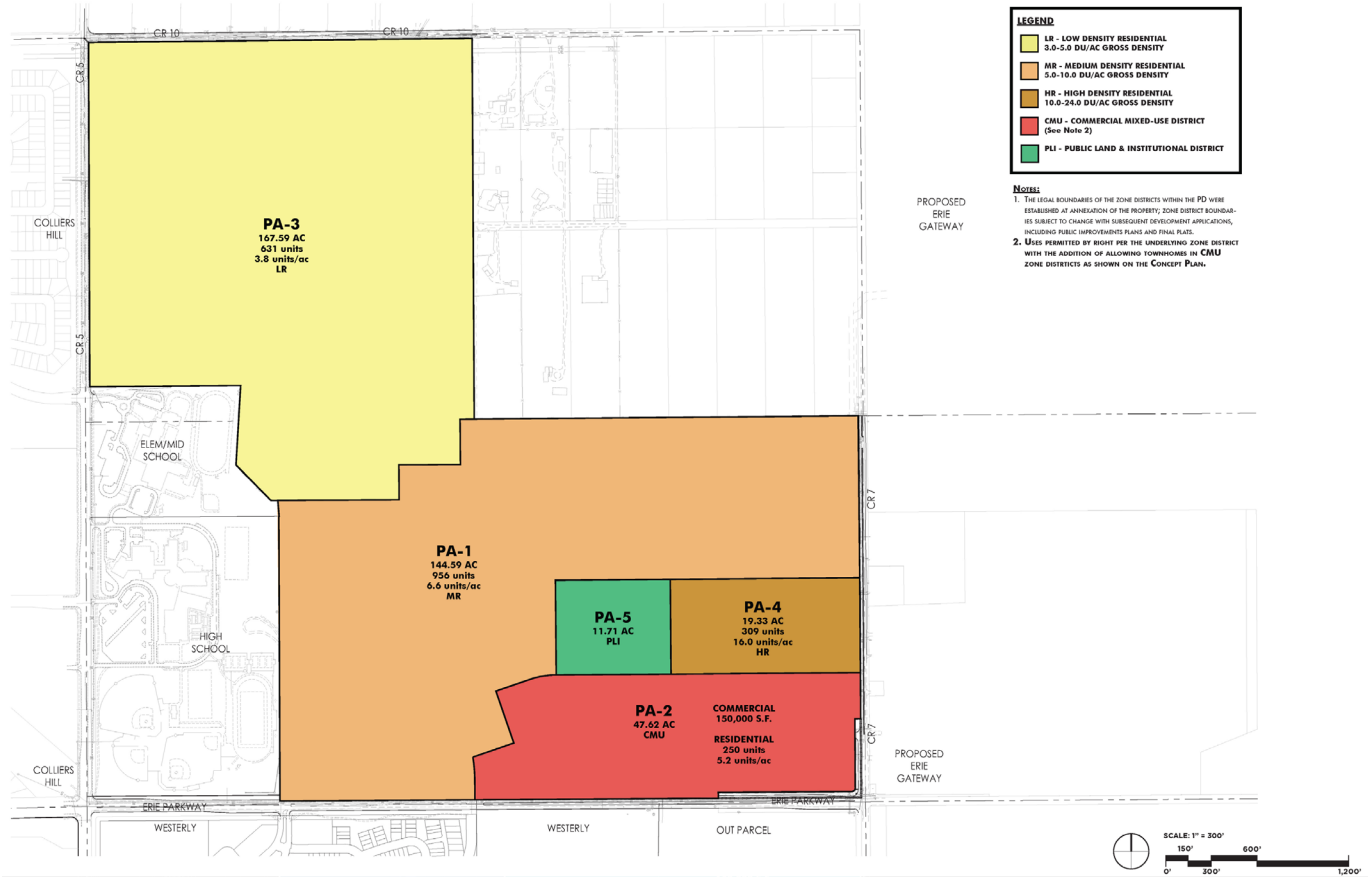 CR 10
CR 10
CR 5
COLLIERS
HILL
CR 5
PA-3
167.59 AC
631 units
3.8 units/ac
LR
PROPOSED
ERIE
GATEWAY
LEGEND
LR - LOW DENSITY RESIDENTIAL
3.0-5.0 DU/AC GROSS DENSITY
MR - MEDIUM DENSITY RESIDENTIAL
5.0-10.0 DU/AC GROSS DENSITY
HR - HIGH DENSITY RESIDENTIAL
10.0-24.0 DU/AC GROSS DENSITY
CMU - COMMERCIAL MIXED-USE DISTRICT
(See Note 2)
PLI - PUBLIC LAND & INSTITUTIONAL DISTRICT
NOTES:
1. THE LEGAL BOUNDARIES OF THE ZONE DISTRICTS WITHIN THE PD WERE
ESTABLISHED AT ANNEXATION OF THE PROPERTY; ZONE DISTRICT BOUNDAR-
IES SUBJECT TO CHANGE WITH SUBSEQUENT DEVELOPMENT APPLICATIONS,
INCLUDING PUBLIC IMPROVEMENTS PLANS AND FINAL PLATS.
2. USES PERMITTED BY RIGHT PER THE UNDERLYING ZONE DISTRICT
WITH THE ADDITION OF ALLOWING TOWNHOMES IN CMU
ZONE DISTRTICTS AS SHOWN ON THE CONCEPT PLAN.
ELEM/MID
SCHOOL
CR 7
PA-1
144.59 AC
956 units
6.6 units/ac
MR
PA-5
11.71 AC
PLI
PA-4
19.33 AC
309 units
16.0 units/ac
HR
HIGH
SCHOOL
PA-2
47.62 AC
CMU
COMMERCIAL
150,000 S.F.
RESIDENTIAL
250 units
5.2 units/ac
CR 7
PROPOSED
ERIE
GATEWAY
COLLIERS
HILL
ERIE PARKWAY
ERIE PARKWAY
WESTERLY
WESTERLY
OUT PARCEL
SCALE: 1" = 300'
150'
600'
0'
300'
1,200'